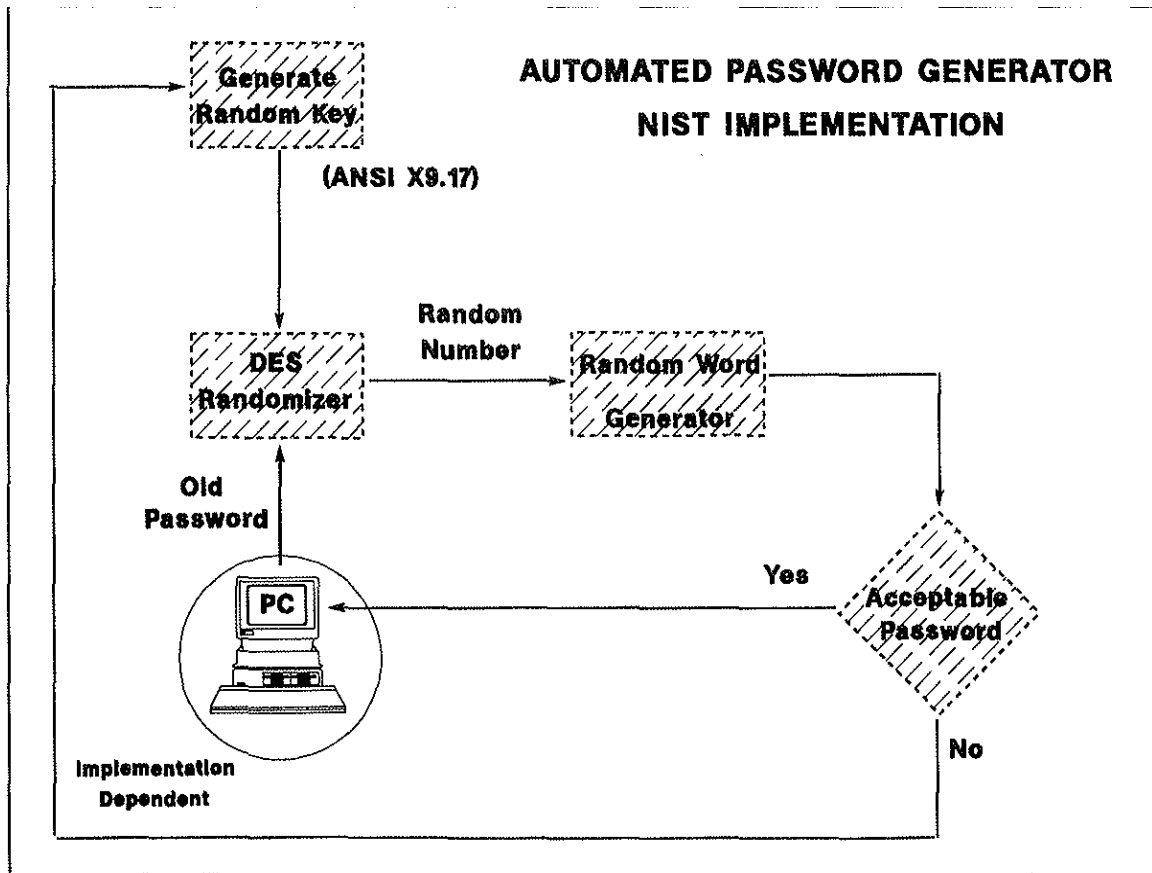 AUTOMATED PASSWORD GENERATOR
NIST IMPLEMENTATION
Generate
Random Key
(ANSI X9.17)
DES
Randomizer
Random
Number
Random Word
Generator
Old
Password
PC
Yes
Acceptable
Password
No
Implementation
Dependent